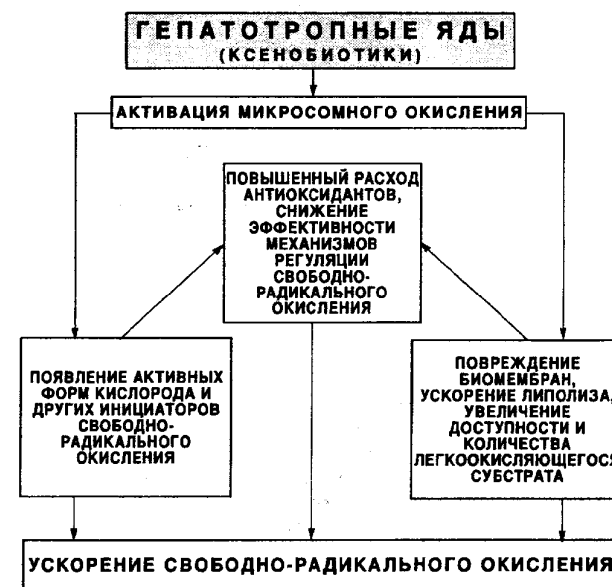 ГЕПАТОТРОПНЫЕ ЯДЫ
(КСЕНОБИОТИКИ)
АКТИВАЦИЯ МИКРОСОМНОГО ОКИСЛЕНИЯ
ПОВЫШЕННЫЙ РАСХОД
АНТИОКСИДАНТОВ,
СНИЖЕНИЕ
ЭФФЕКТИВНОСТИ
МЕХАНИЗМОВ
РЕГУЛЯЦИИ
СВОБОДНО-
РАДИКАЛЬНОГО
ОКИСЛЕНИЯ
ПОЯВЛЕНИЕ АКТИВНЫХ
ФОРМ КИСЛОРОДА И
ДРУГИХ ИНИЦИАТОРОВ
СВОБОДНО-
РАДИКАЛЬНОГО
ОКИСЛЕНИЯ
ПОВРЕЖДЕНИЕ
БИОМЕМБРАН,
УСКОРЕНИЕ ЛИПОЛИЗА,
УВЕЛИЧЕНИЕ
ДОСТУПНОСТИ И
КОЛИЧЕСТВА
ЛЕГКООКИСЛЯЮЩЕГОСЯ
СУБСТРАТА
УСКОРЕНИЕ СВОБОДНО-РАДИКАЛЬНОГО ОКИСЛЕНИЯ